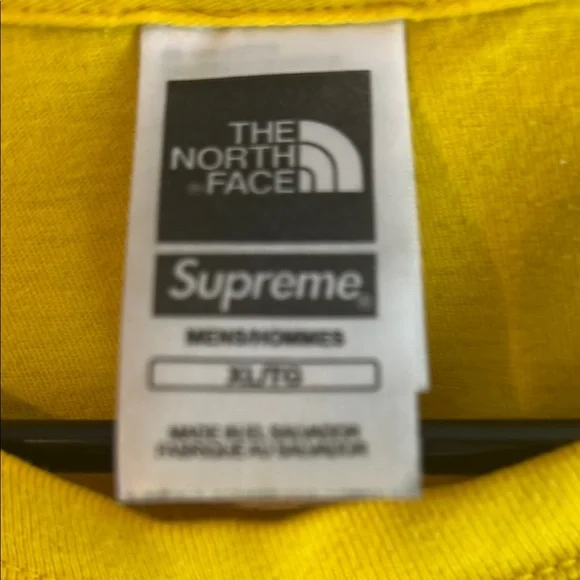 THE
NORTH
FACE
Supreme®
MENS/HOMMES
XL/TG
MADE IN EL SALVADOR
FABRIQUE AU SALVADOR